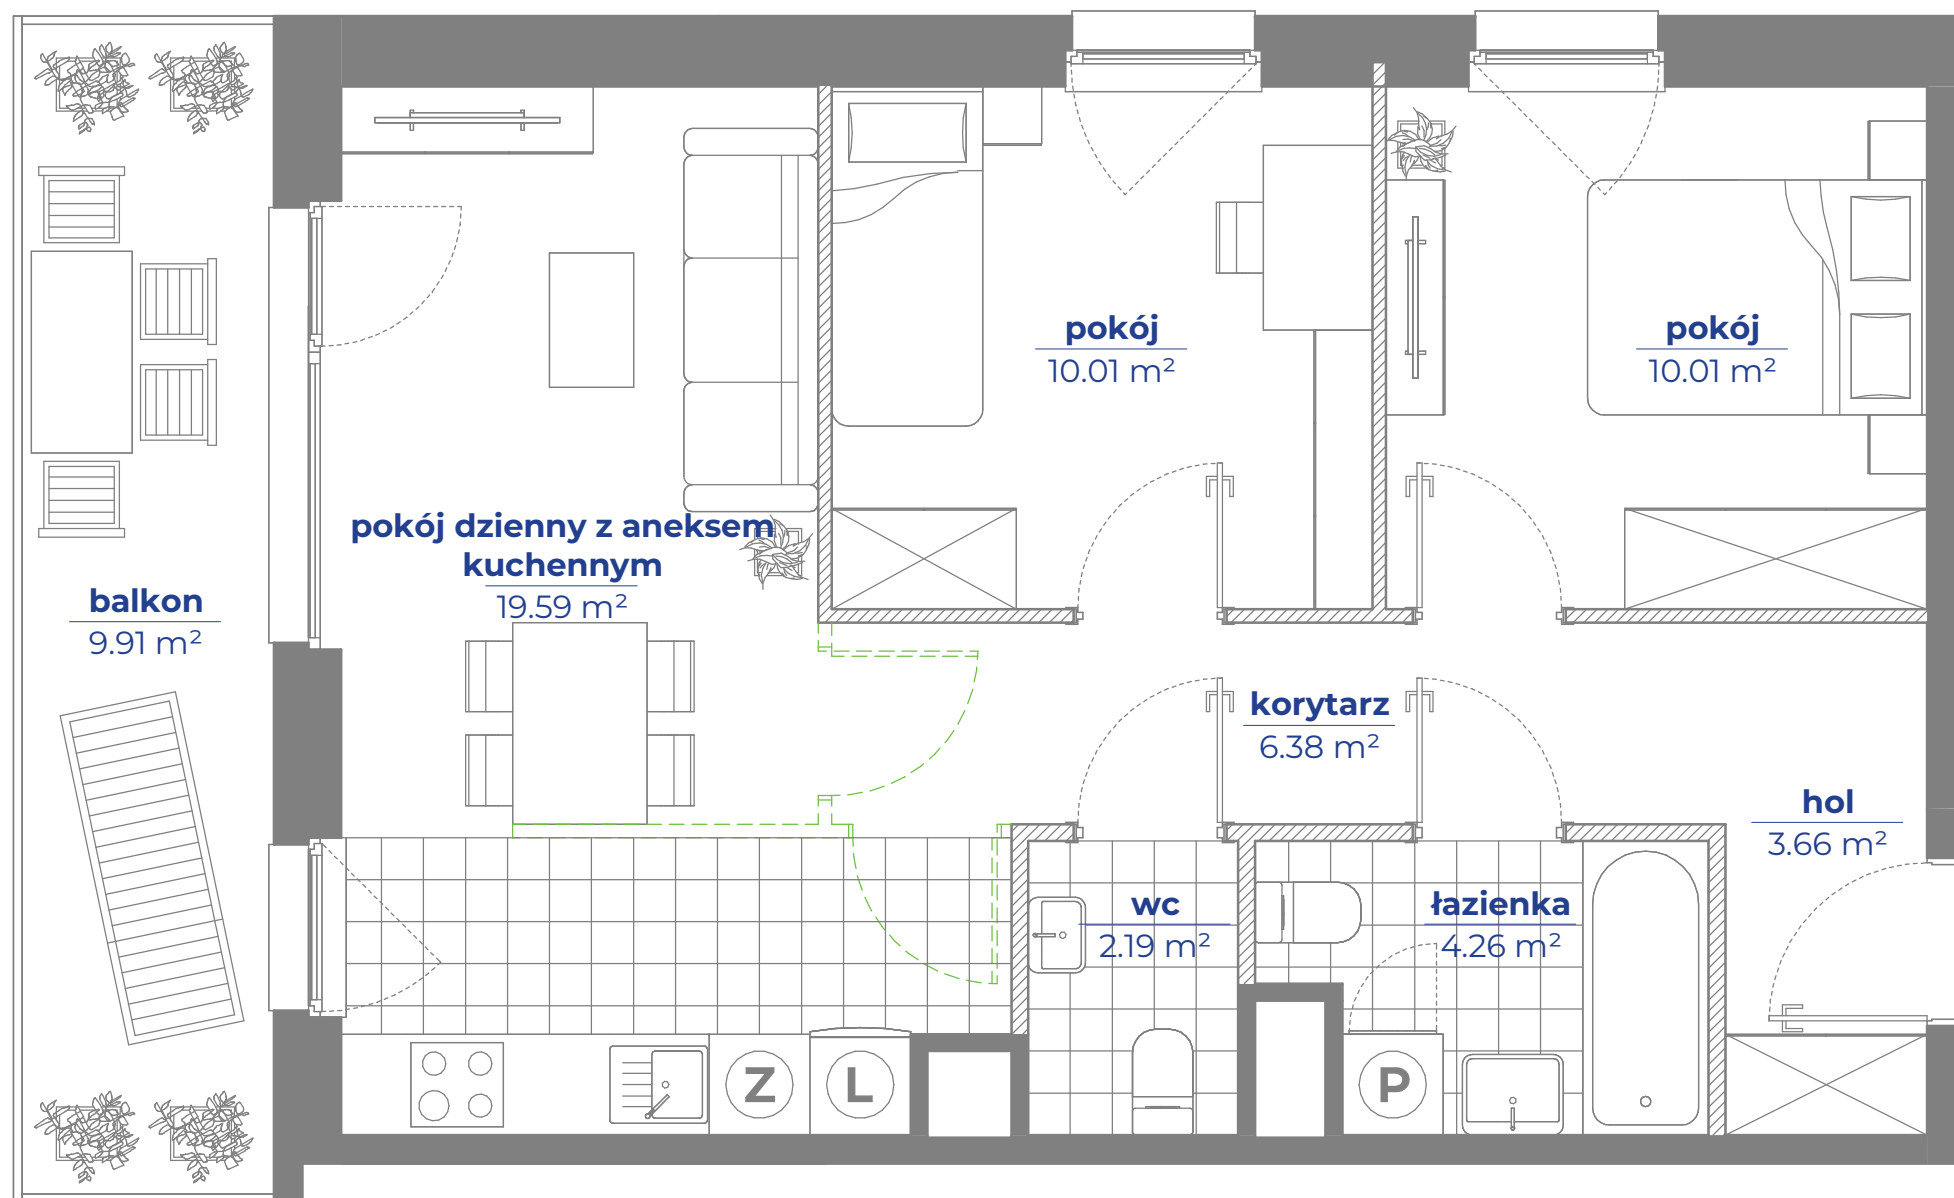 pokój
10.01 m²
pokój
10.01 m²
pokój dzienny z aneksem
kuchennym
19.59 m²
balkon
9.91 m²
korytarz
6.38 m²
hol
3.66 m²
wc
2.19 m²
łazienka
4.26 m²
Z
L
P